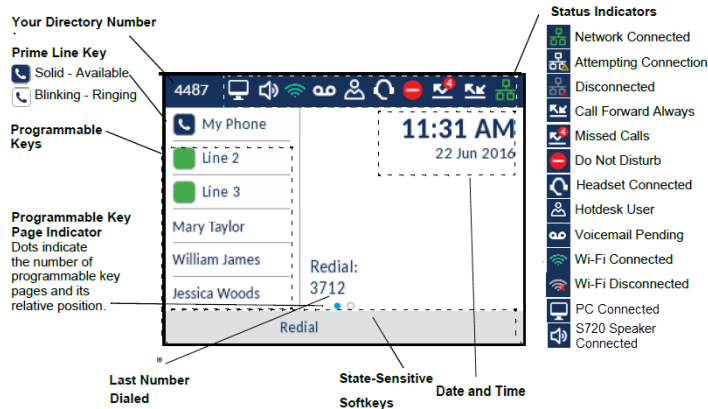 Your Directory Number
Prime Line Key
Solid - Available
Blinking - Ringing
Programmable
Keys
Programmable Key
Page Indicator
Dots indicate
the number of
programmable key
pages and its
relative position.
4487
4
My Phone
Line 2
Line 3
Mary Taylor
William James
Jessica Woods
11:31 AM
22 Jun 2016
Redial:
3712
Redial
Last Number
Dialed
State-Sensitive
Softkeys
Date and Time
Status Indicators
Network Connected
Attempting Connection
Disconnected
Call Forward Always
4
Missed Calls
Do Not Disturb
Headset Connected
Hotdesk User
Voicemail Pending
Wi-Fi Connected
Wi-Fi Disconnected
PC Connected
S720 Speaker
Connected